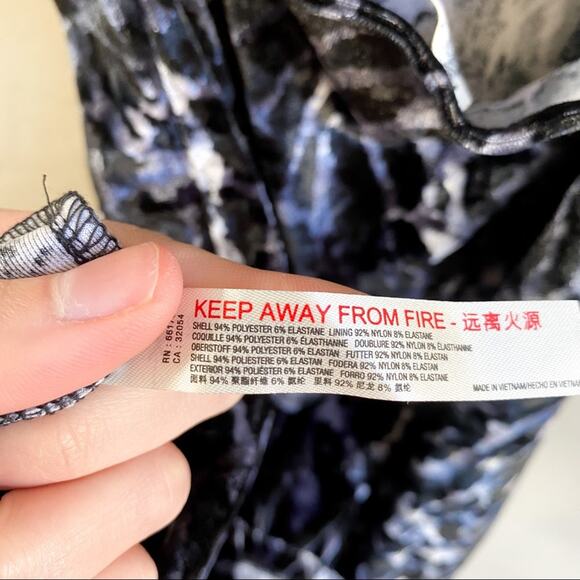 KEEP AWAY FROM FIRE - 远离火源
SHELL 94% POLYESTER 6% ELASTANE LINING 92% NYLON 8% ELASTANE
COQUILLE 94% POLYESTER 6% ÉLASTHANNE DOUBLURE 92% NYLON 8% ÉLASTHANNE
OBERSTOFF 94% POLYESTER 6% ELASTAN FUTTER 92% NYLON 8% ELASTAN
SHELL 94% POLIESTERE 6% ELASTAN FODERA 92% NYLON 8% ELASTAN
EXTERIOR 94% POLIÉSTER 6% ELASTANO FORRO 92% NYLON 8% ELASTANO
面料 94% 聚酯纤维 6% 氨纶 里料 92% 尼龙 8% 氨纶
MADE IN VIETNAM/HECHO EN VIETNA
RN : 661
CA : 32054